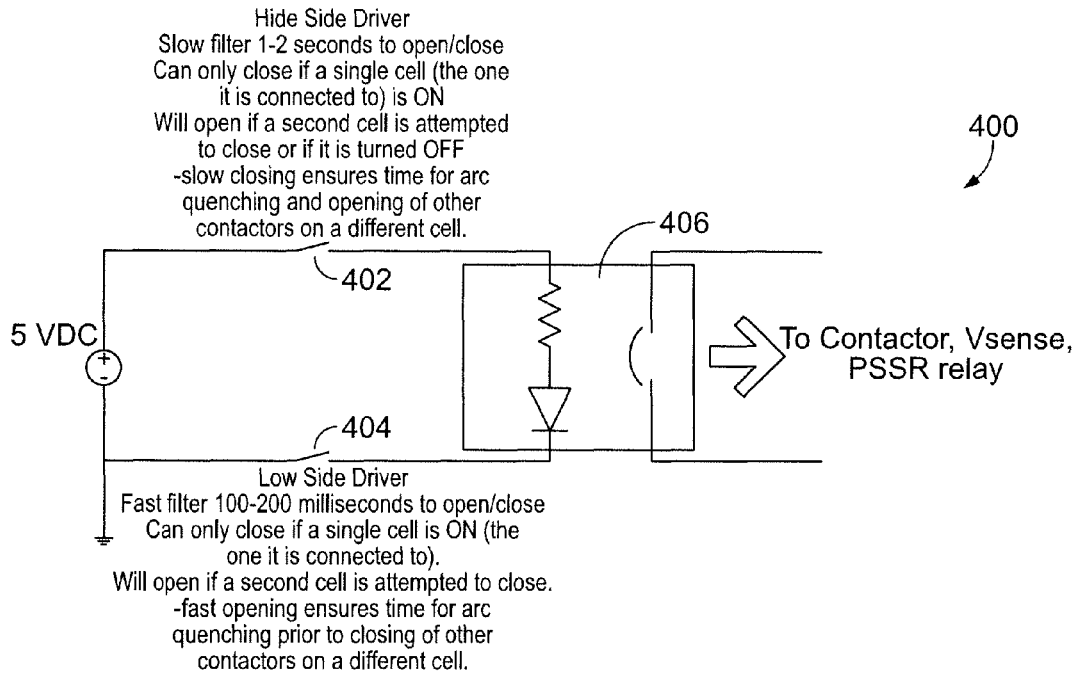 Hide Side Driver
Slow filter 1-2 seconds to open/close
Can only close if a single cell (the one
it is connected to) is ON
Will open if a second cell is attempted
to close or if it is turned OFF
-slow closing ensures time for arc
quenching and opening of other
contactors on a different cell.
400
406
402
5 VDC
+
-
To Contactor, Vsense,
PSSR relay
404
Low Side Driver
Fast filter 100-200 milliseconds to open/close
Can only close if a single cell is ON (the
one it is connected to).
Will open if a second cell is attempted to close.
-fast opening ensures time for arc
quenching prior to closing of other
contactors on a different cell.